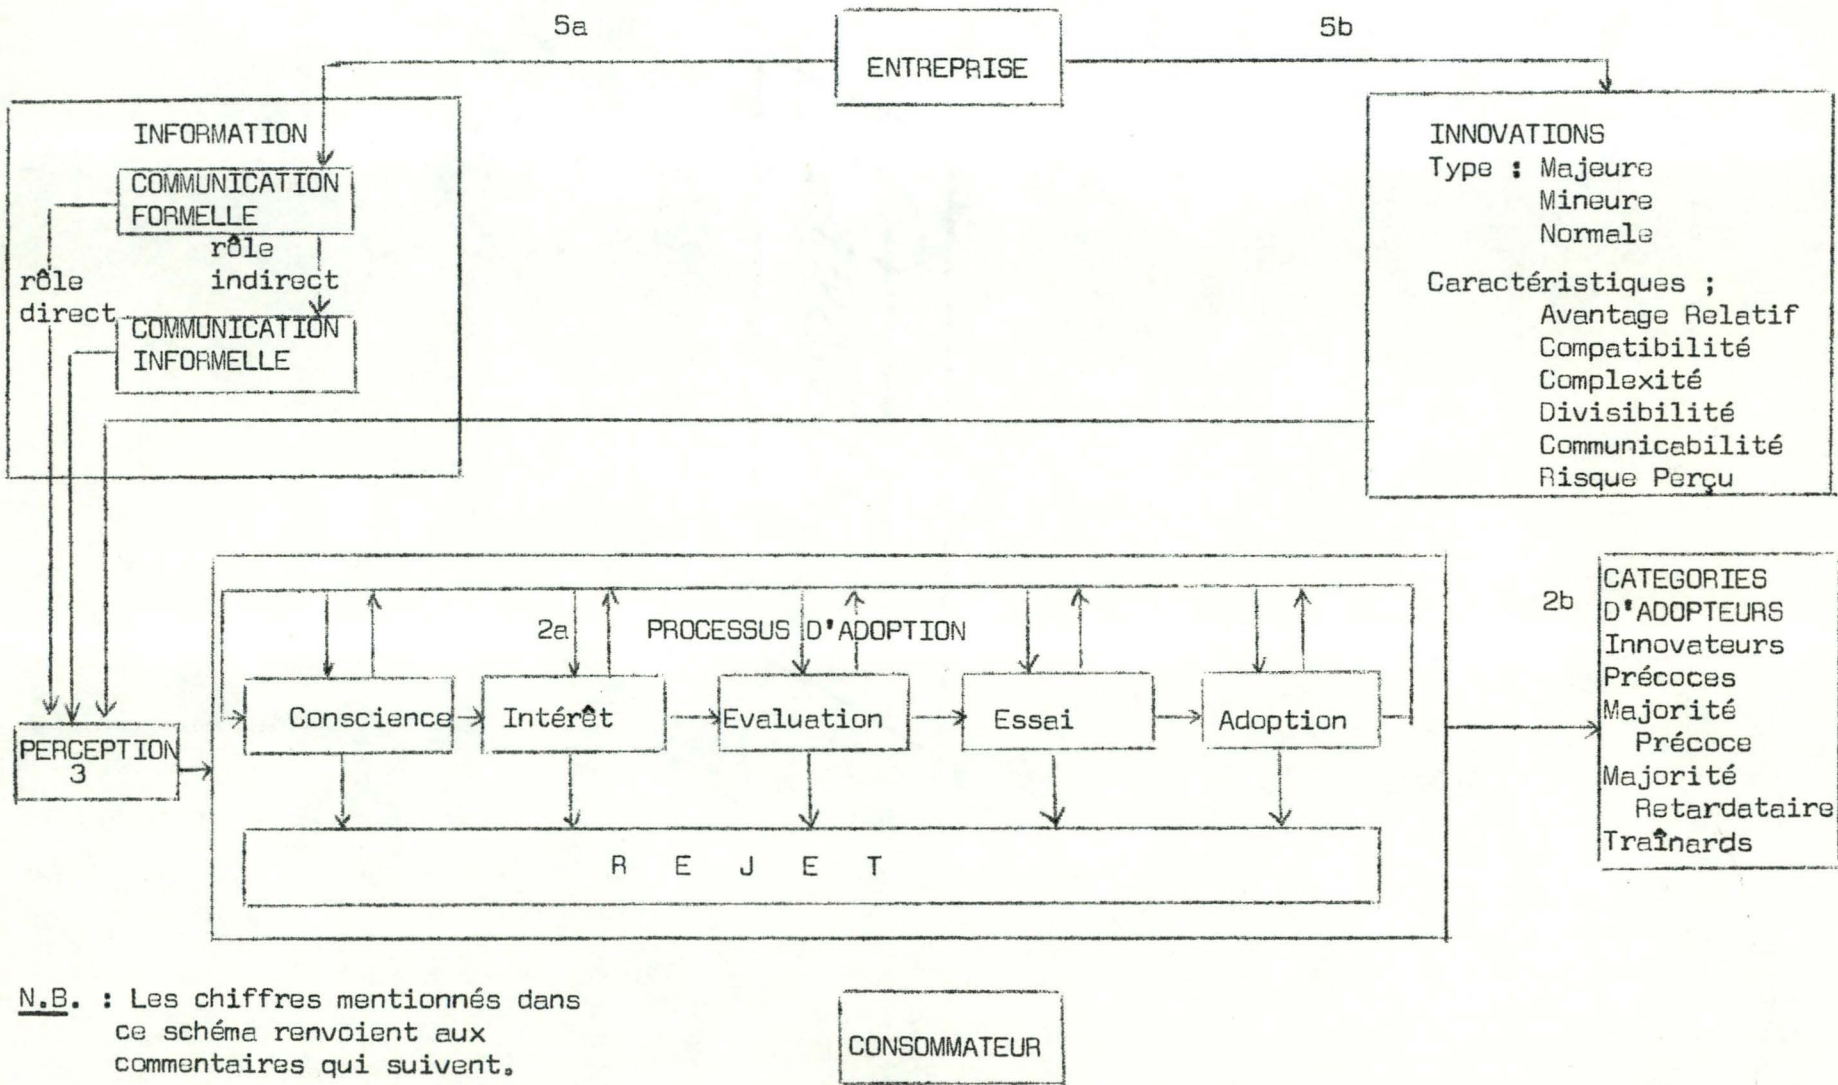 5a
ENTREPRISE
5b
INFORMATION
COMMUNICATION
FORMELLE
rôle
indirect
rôle
direct
COMMUNICATION
INFORMELLE
INNOVATIONS
Type : Majeure
Mineure
Normale
Caractéristiques ;
Avantage Relatif
Compatibilité
Complexité
Divisibilité
Communicabilité
Risque Perçu
2a
PROCESSUS D'ADOPTION
Conscience
Intérêt
Evaluation
Essai
Adoption
PERCEPTION
3
R E J E T
2b
CATEGORIES
D'ADOPTEURS
Innovateurs
Précoces
Majorité
Précoce
Majorité
Retardataire
Traînards
N.B. : Les chiffres mentionnés dans
ce schéma renvoient aux
commentaires qui suivent.
CONSOMMATEUR